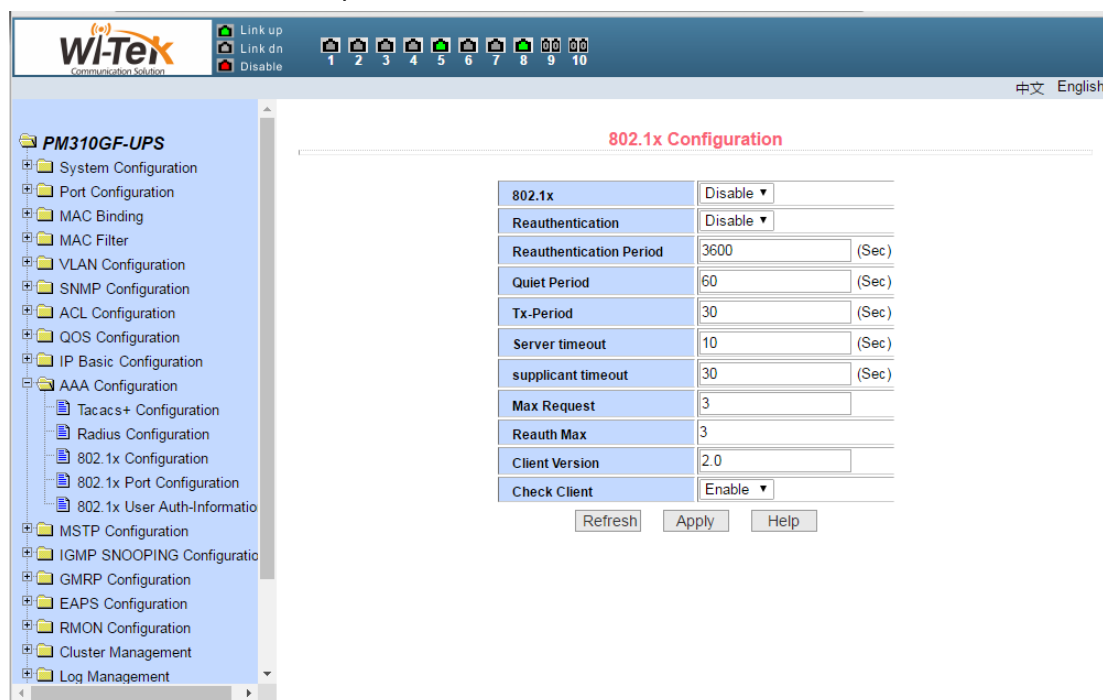 WI-Tek
Communication Solution
Link up
Link dn
Disable
1 2 3 4 5 6 7 8 9 10
中文 English
PM310GF-UPS
System Configuration
Port Configuration
MAC Binding
MAC Filter
VLAN Configuration
SNMP Configuration
ACL Configuration
QOS Configuration
IP Basic Configuration
AAA Configuration
Tacacs+ Configuration
Radius Configuration
802.1x Configuration
802.1x Port Configuration
802.1x User Auth-Informatio
MSTP Configuration
IGMP SNOOPING Configuratio
GMRP Configuration
EAPS Configuration
RMON Configuration
Cluster Management
Log Management
802.1x Configuration
802.1x Disable
Reauthentication Disable
Reauthentication Period 3600 (Sec)
Quiet Period 60 (Sec)
Tx-Period 30 (Sec)
Server timeout 10 (Sec)
supplicant timeout 30 (Sec)
Max Request 3
Reauth Max 3
Client Version 2.0
Check Client Enable
Refresh Apply Help